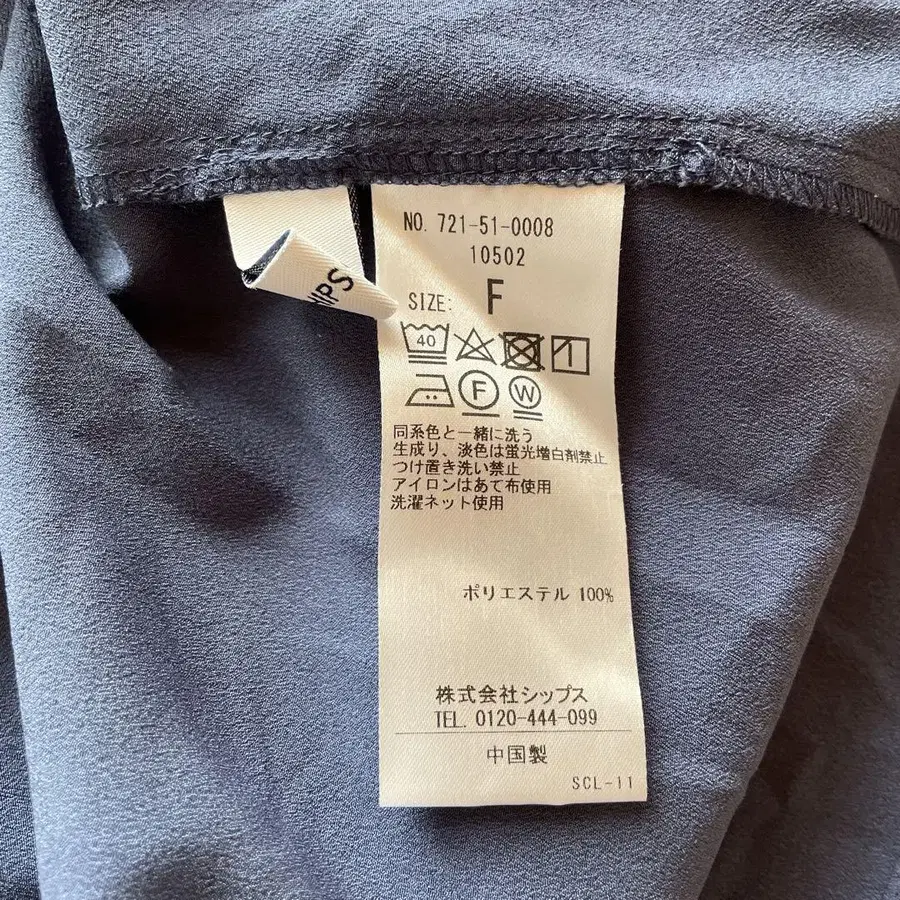 NO. 721-51-0008
10502
SIZE: F
HIPS
40
F
W
同系色と一緒に洗う
生成り、淡色は蛍光増白剤禁止
つけ置き洗い禁止
アイロンはあて布使用
洗濯ネット使用
ポリエステル 100%
株式会社シップス
TEL. 0120-444-099
中国製
SCL-11